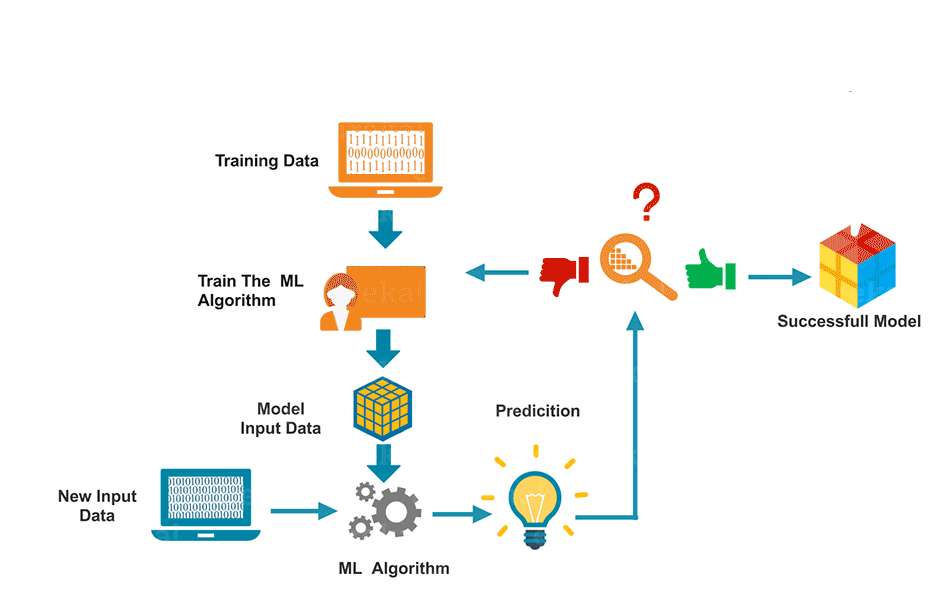 Training Data
?
Train The ML
Algorithm
Successfull Model
Model
Input Data
Predicition
New Input
Data
ML Algorithm